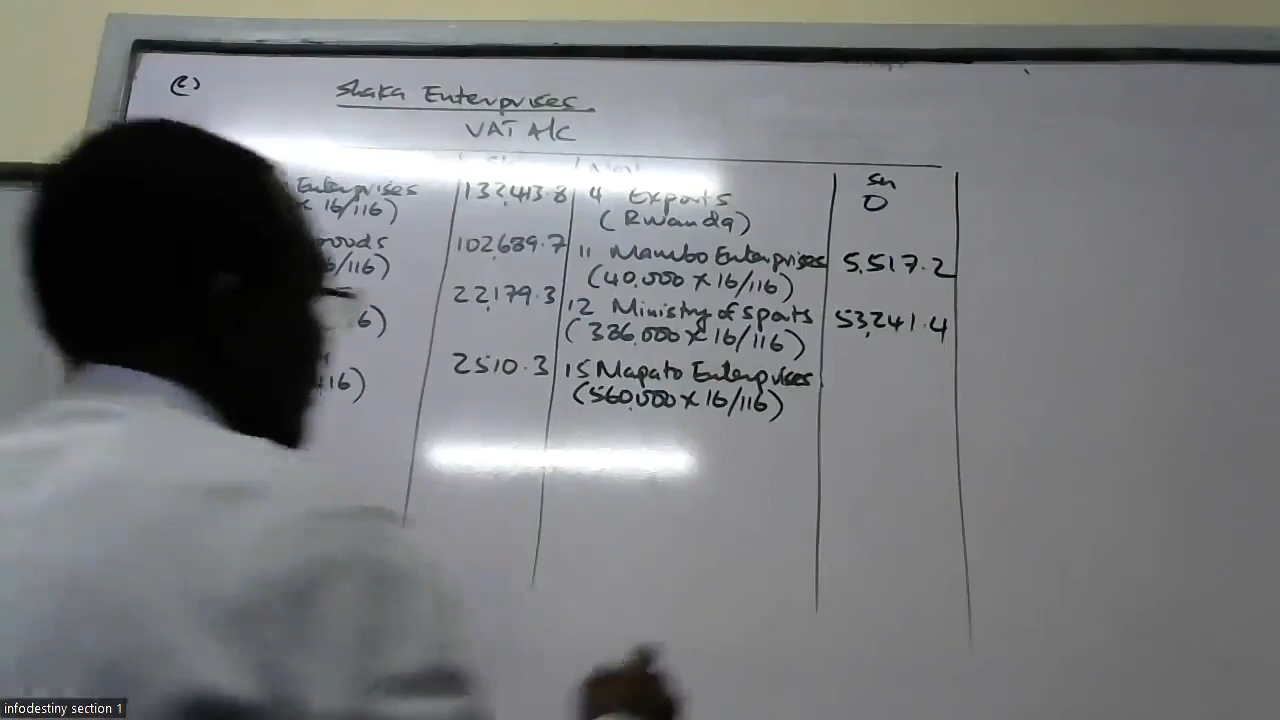 (c)
Shaka Enterprises
VAT A/C
Enterprises 132,413.8 4 Exports Sh
16/116) (Rwanda) 0
102,689.7 11 Mambo Enterprises 5,517.2
6/116) (40,000 x 16/116)
22,179.3 12 Ministry of Sports 53,241.4
6) (386,000 x 16/116)
2510.3 15 Mapato Enterprises
16) (560,000 x 16/116)
infodestiny section 1